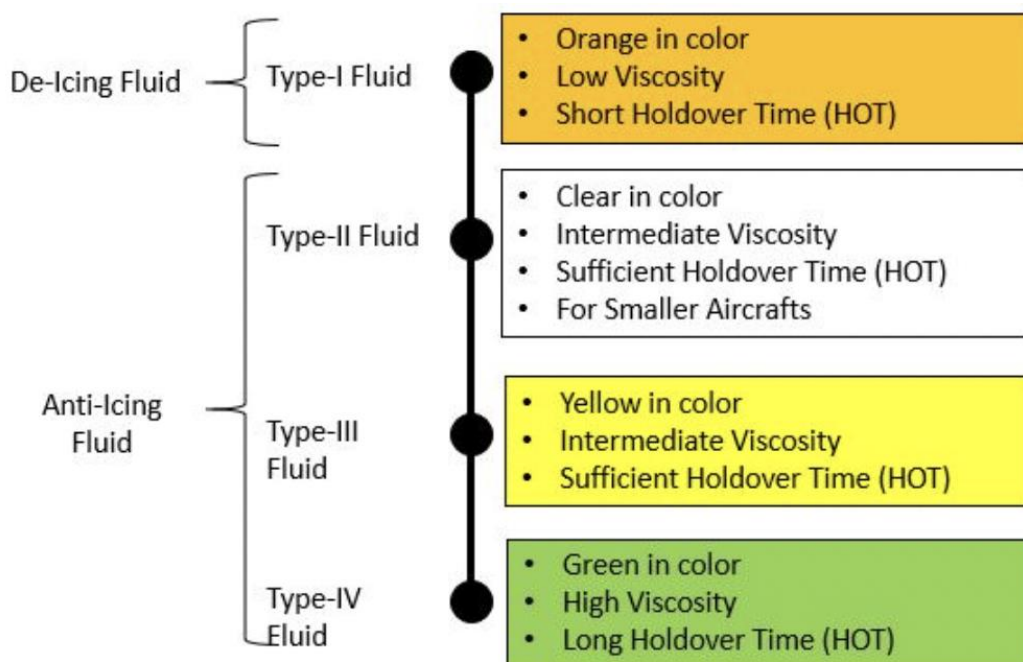 De-Icing Fluid
Type-I Fluid
• Orange in color
• Low Viscosity
• Short Holdover Time (HOT)
Type-II Fluid
• Clear in color
• Intermediate Viscosity
• Sufficient Holdover Time (HOT)
• For Smaller Aircrafts
Anti-Icing
Fluid
Type-III
Fluid
• Yellow in color
• Intermediate Viscosity
• Sufficient Holdover Time (HOT)
Type-IV
Fluid
• Green in color
• High Viscosity
• Long Holdover Time (HOT)